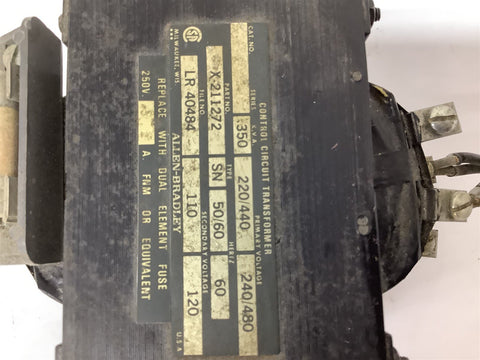 CONTROL CIRCUIT TRANSFORMER
CAT. NO. SERIES K.V.A. PRIMARY VOLTAGE
.350 220/440 240/480
PART NO. TYPE HERTZ
X-211272 SN 50/60 60
FILE NO. SECONDARY VOLTAGE
LR 40484 110 120
MILWAUKEE, WIS. ALLEN-BRADLEY U.S.A.
REPLACE WITH DUAL ELEMENT FUSE
250V. A FNM OR EQUIVALENT